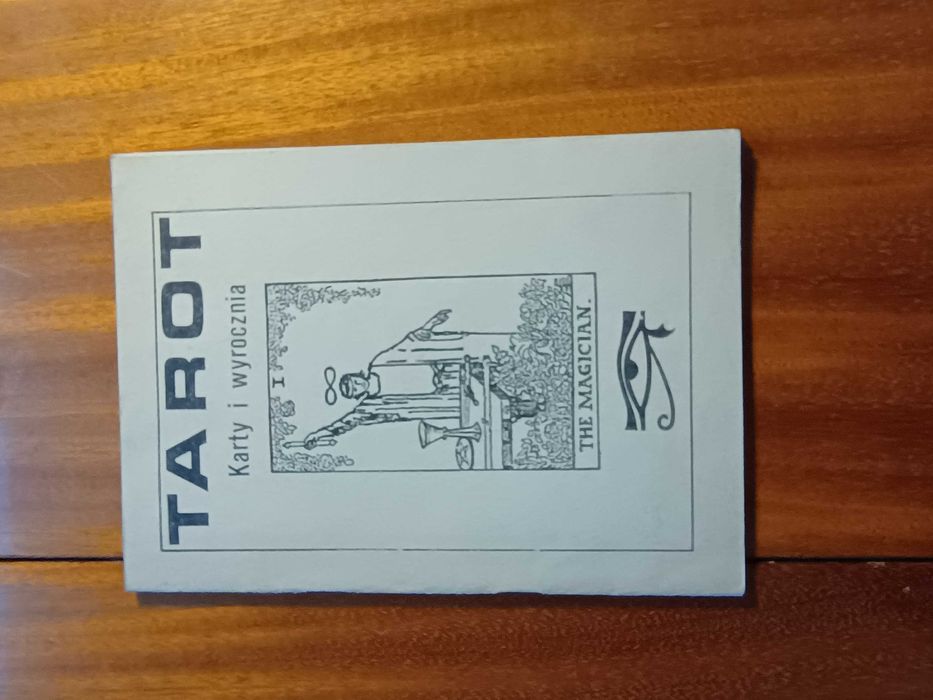 TAROT
Karty i wyrocznia
I
THE MAGICIAN.